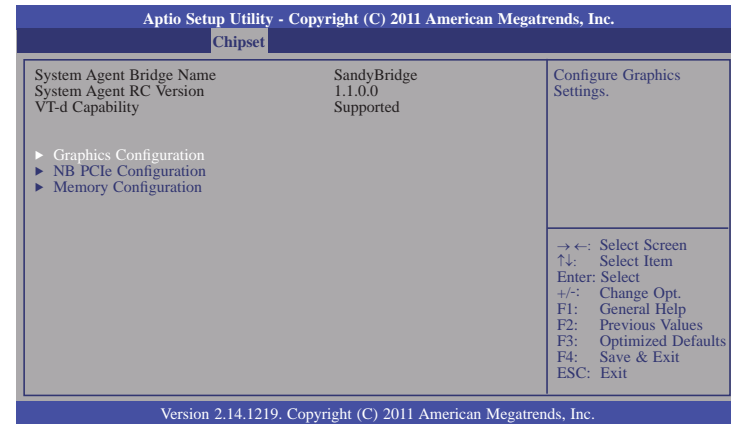 Aptio Setup Utility - Copyright (C) 2011 American Megatrends, Inc.
Chipset
System Agent Bridge Name SandyBridge
System Agent RC Version 1.1.0.0
VT-d Capability Supported
► Graphics Configuration
► NB PCIe Configuration
► Memory Configuration
Configure Graphics
Settings.
→←: Select Screen
↑↓: Select Item
Enter: Select
+/-: Change Opt.
F1: General Help
F2: Previous Values
F3: Optimized Defaults
F4: Save & Exit
ESC: Exit
Version 2.14.1219. Copyright (C) 2011 American Megatrends, Inc.